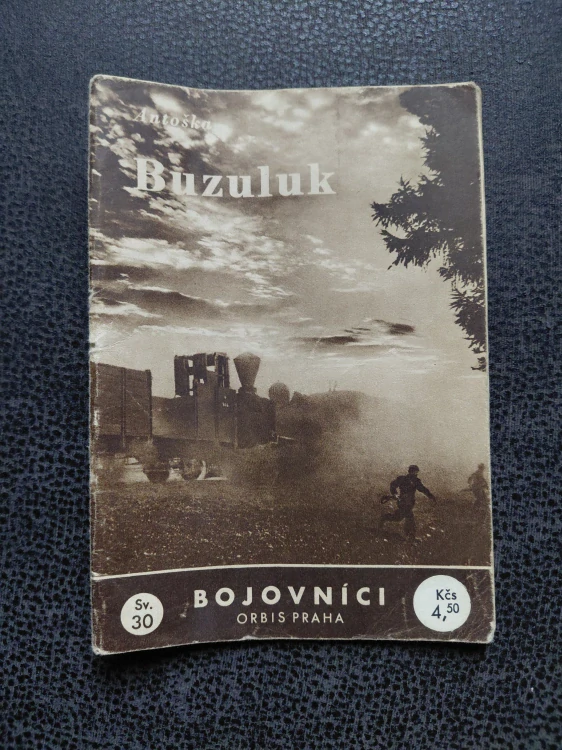 Antoška
Buzuluk
Sv.
30
BOJOVNÍCI
ORBIS PRAHA
Kčs
4,50